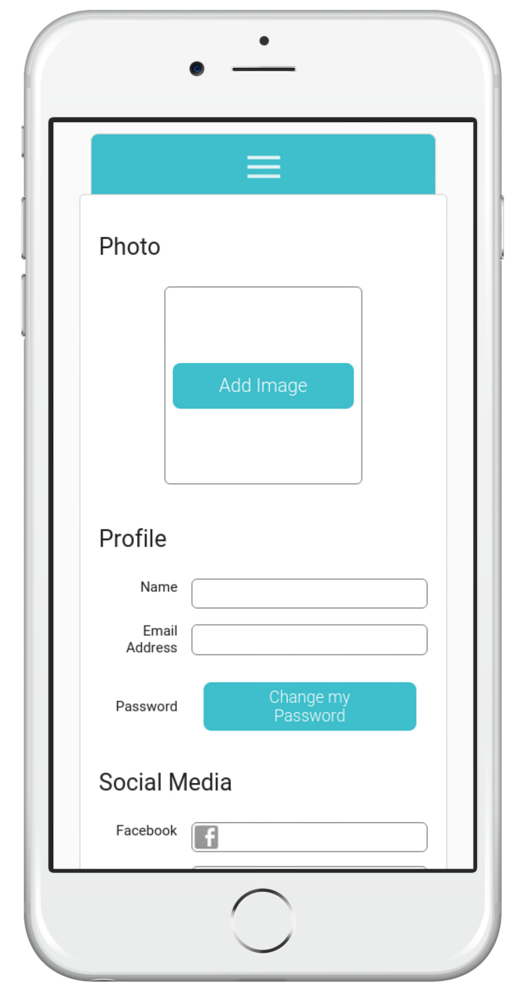 Photo
Add Image
Profile
Name
Email
Address
Password
Change my
Password
Social Media
Facebook